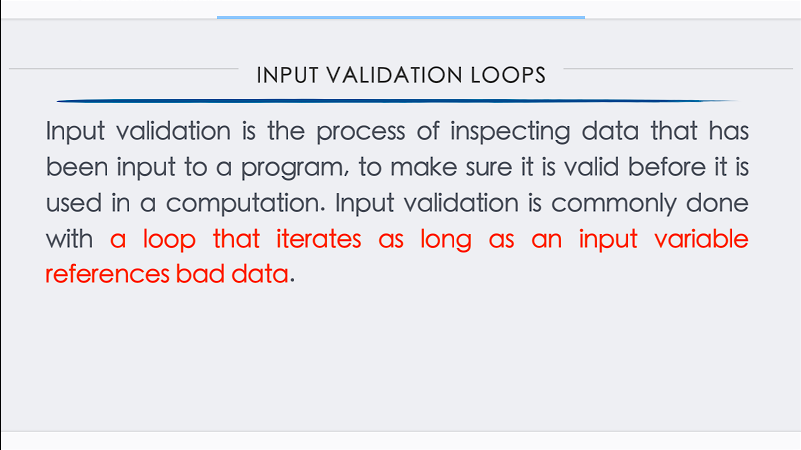 INPUT VALIDATION LOOPS
Input validation is the process of inspecting data that has
been input to a program, to make sure it is valid before it is
used in a computation. Input validation is commonly done
with a loop that iterates as long as an input variable
references bad data.